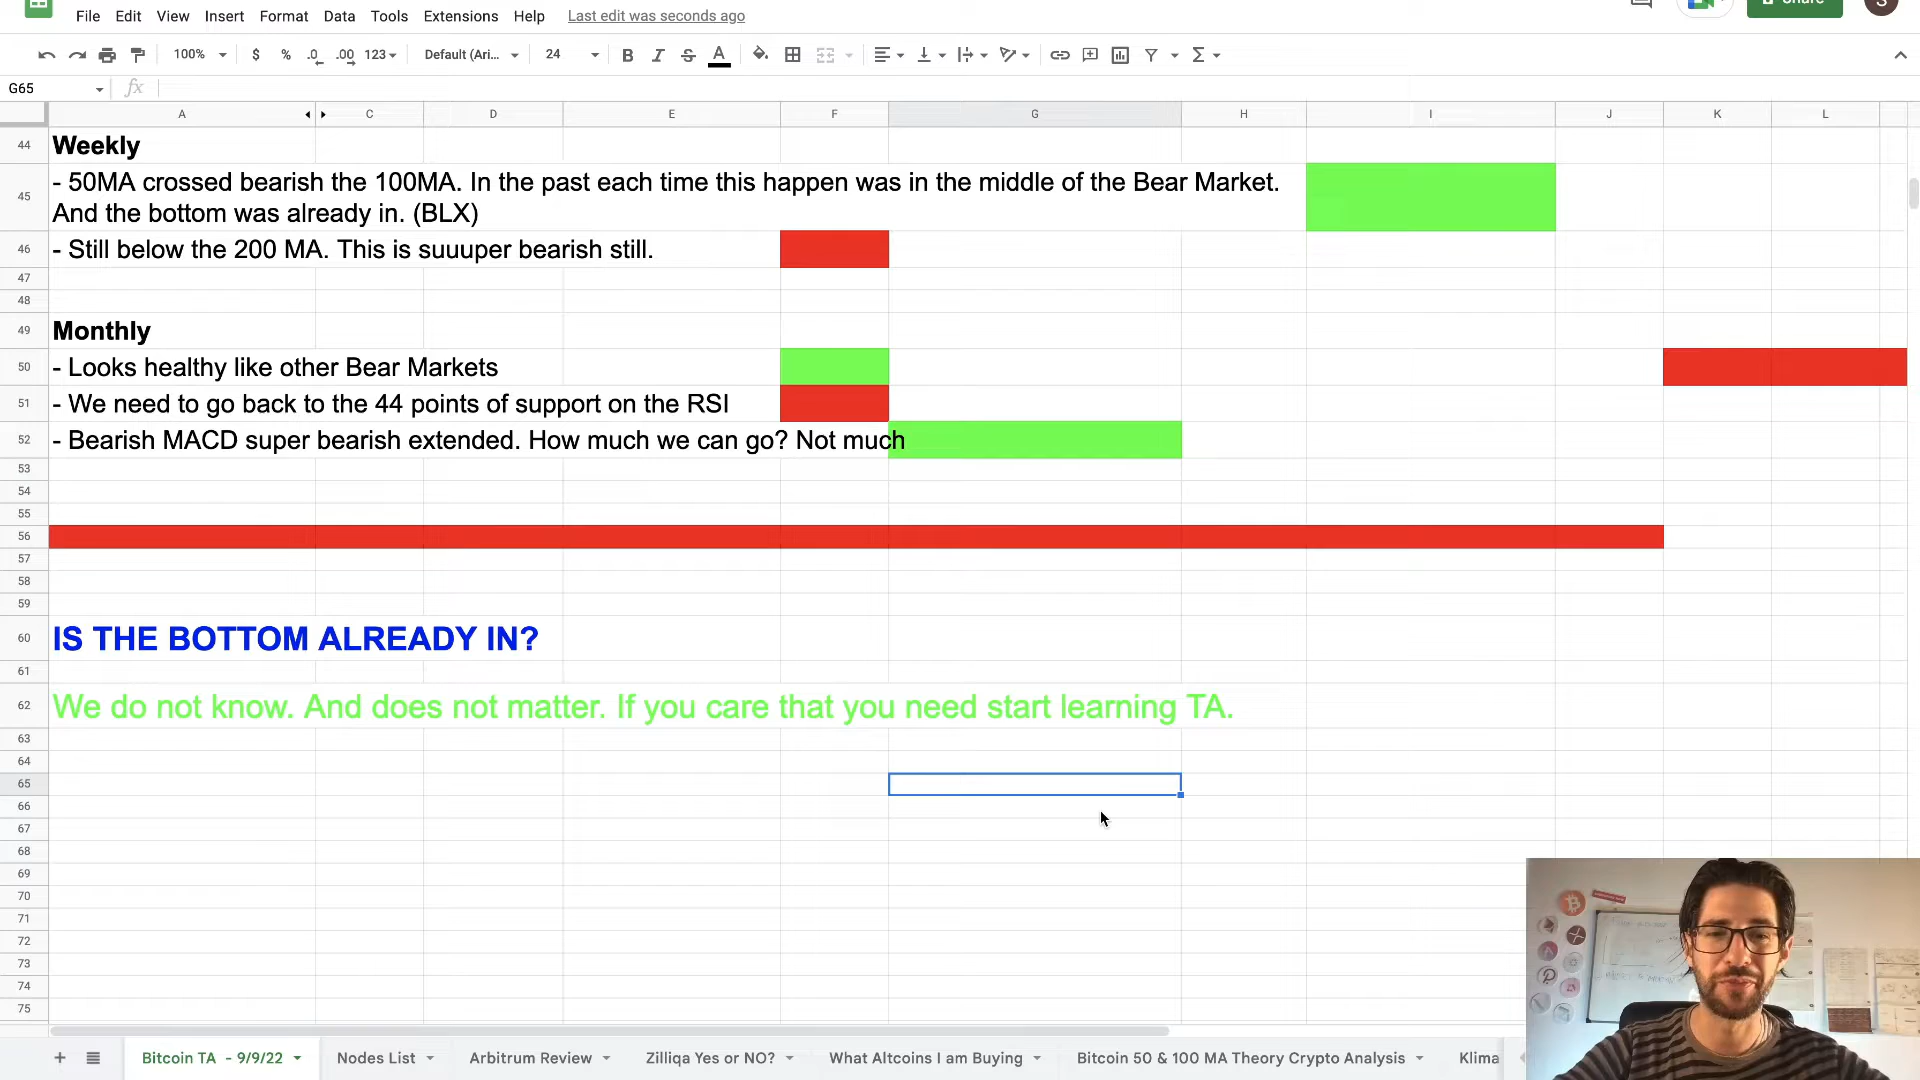 File Edit View Insert Format Data Tools Extensions Help Last edit was seconds ago Share S
100% $ % .0 .00 123 Default (Ari... 24 B I S A
G65 fx
A C D E F G H I J K L
44 Weekly
45 - 50MA crossed bearish the 100MA. In the past each time this happen was in the middle of the Bear Market.
And the bottom was already in. (BLX)
46 - Still below the 200 MA. This is suuuper bearish still.
47
48
49 Monthly
50 - Looks healthy like other Bear Markets
51 - We need to go back to the 44 points of support on the RSI
52 - Bearish MACD super bearish extended. How much we can go? Not much
53
54
55
56
57
58
59
60 IS THE BOTTOM ALREADY IN?
61
62 We do not know. And does not matter. If you care that you need start learning TA.
63
64
65
66
67
68
69
70
71
72
73
74
75
Bitcoin TA - 9/9/22 Nodes List Arbitrum Review Zilliqa Yes or NO? What Altcoins I am Buying Bitcoin 50 & 100 MA Theory Crypto Analysis Klima